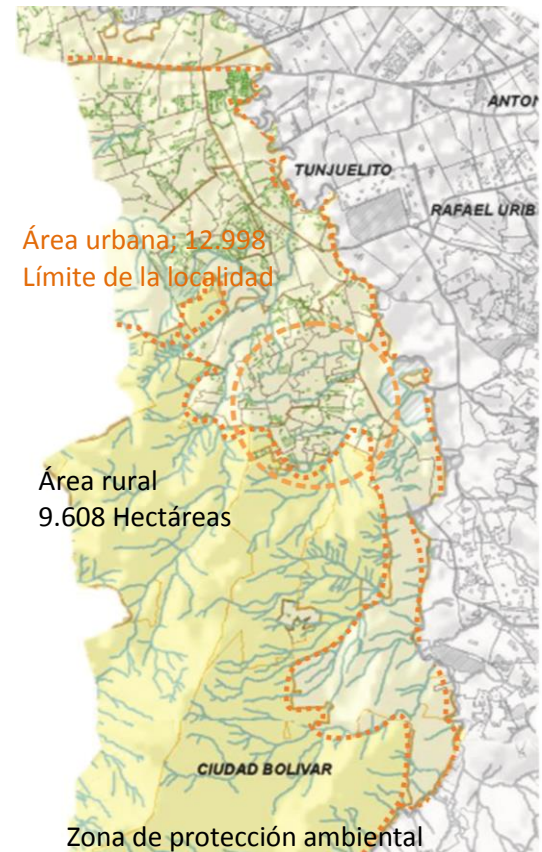 ANTON
TUNJUELITO
RAFAEL URIB
Área urbana; 12.998
Límite de la localidad
Área rural
9.608 Hectáreas
CIUDAD BOLIVAR
Zona de protección ambiental